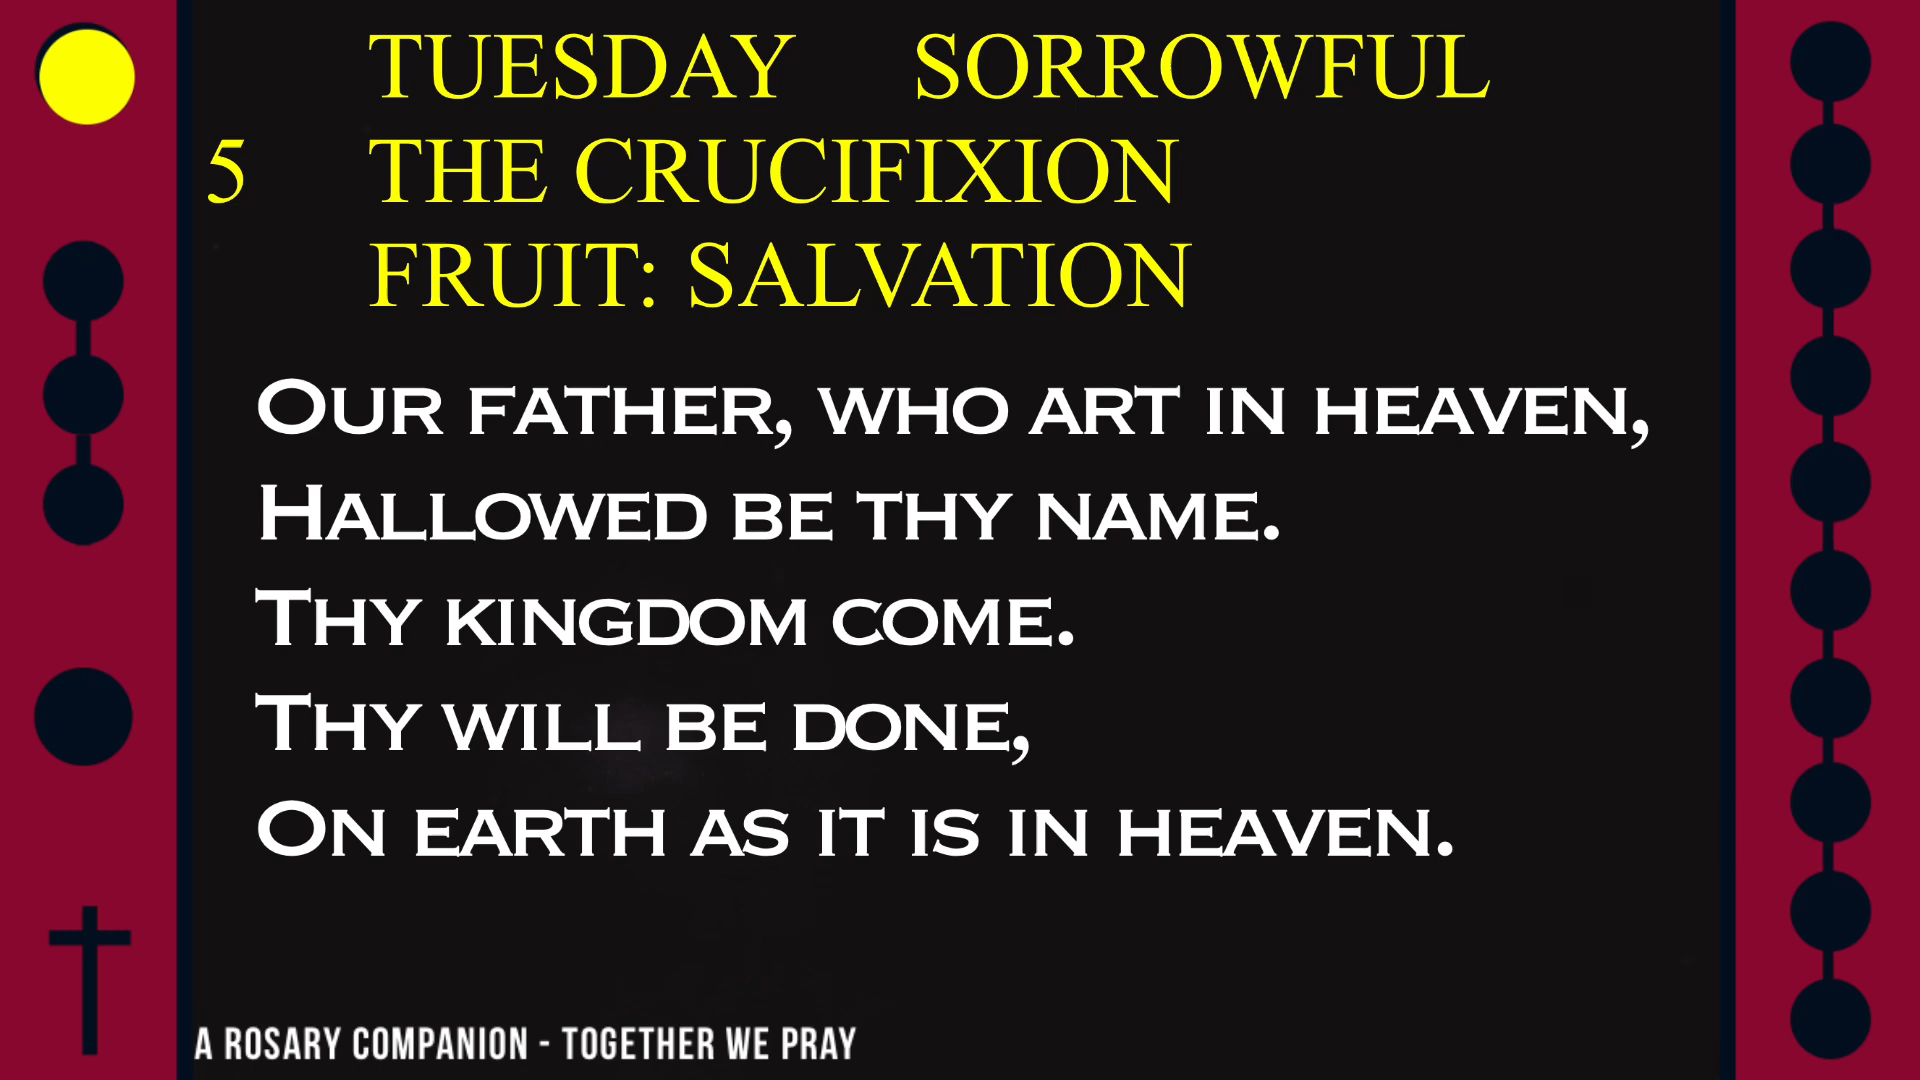 TUESDAY SORROWFUL
5 THE CRUCIFIXION
FRUIT: SALVATION
Our father, who art in heaven,
Hallowed be thy name.
Thy kingdom come.
Thy will be done,
On earth as it is in heaven.
A ROSARY COMPANION - TOGETHER WE PRAY